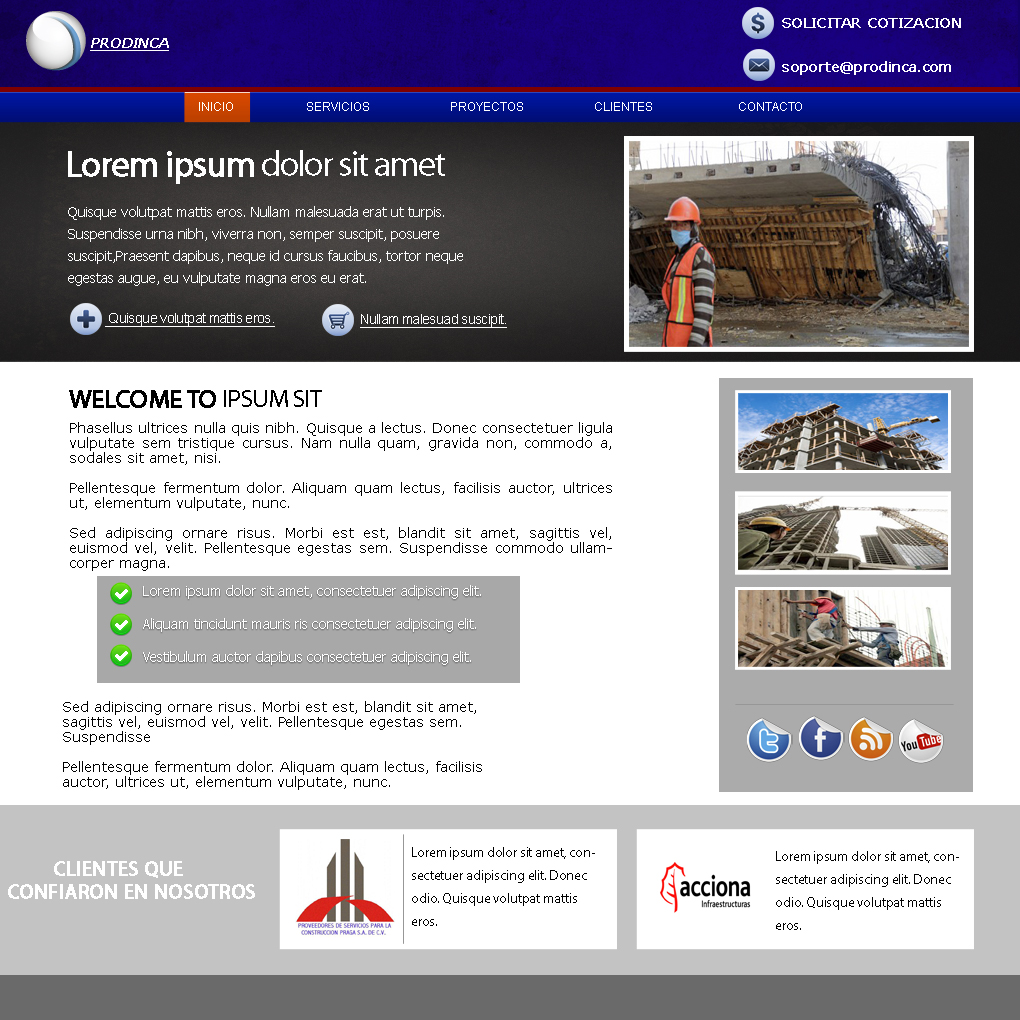 PRODINCA
SOLICITAR COTIZACION
soporte@prodinca.com
INICIO
SERVICIOS
PROYECTOS
CLIENTES
CONTACTO
Lorem ipsum dolor sit amet
Quisque volutpat mattis eros. Nullam malesuada erat ut turpis.
Suspendisse urna nibh, viverra non, semper suscipit, posuere
suscipit,Praesent dapibus, neque id cursus faucibus, tortor neque
egestas augue, eu vulputate magna eros eu erat.
Quisque volutpat mattis eros.
Nullam malesuad suscipit.
WELCOME TO IPSUM SIT
Phasellus ultrices nulla quis nibh. Quisque a lectus. Donec consectetuer ligula
vulputate sem tristique cursus. Nam nulla quam, gravida non, commodo a,
sodales sit amet, nisi.
Pellentesque fermentum dolor. Aliquam quam lectus, facilisis auctor, ultrices
ut, elementum vulputate, nunc.
Sed adipiscing ornare risus. Morbi est est, blandit sit amet, sagittis vel,
euismod vel, velit. Pellentesque egestas sem. Suspendisse commodo ullam-
corper magna.
Lorem ipsum dolor sit amet, consectetuer adipiscing elit.
Aliquam tincidunt mauris ris consectetuer adipiscing elit.
Vestibulum auctor dapibus consectetuer adipiscing elit.
Sed adipiscing ornare risus. Morbi est est, blandit sit amet,
sagittis vel, euismod vel, velit. Pellentesque egestas sem.
Suspendisse
Pellentesque fermentum dolor. Aliquam quam lectus, facilisis
auctor, ultrices ut, elementum vulputate, nunc.
You Tube
CLIENTES QUE
CONFIARON EN NOSOTROS
PROVEEDORES DE SERVICIOS PARA LA
CONSTRUCCION PRAGA S.A. DE C.V.
Lorem ipsum dolor sit amet, con-
sectetuer adipiscing elit. Donec
odio. Quisque volutpat mattis
eros.
acciona
Infraestructuras
Lorem ipsum dolor sit amet, con-
sectetuer adipiscing elit. Donec
odio. Quisque volutpat mattis
eros.